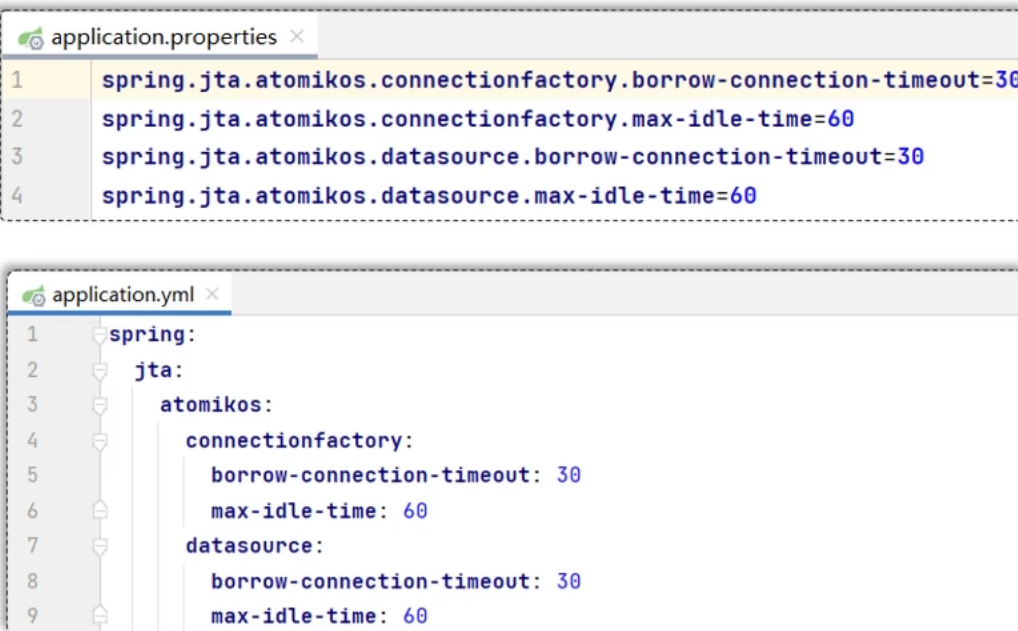 application.properties ×
1 spring.jta.atomikos.connectionfactory.borrow-connection-timeout=30
2 spring.jta.atomikos.connectionfactory.max-idle-time=60
3 spring.jta.atomikos.datasource.borrow-connection-timeout=30
4 spring.jta.atomikos.datasource.max-idle-time=60
application.yml ×
1 spring:
2 jta:
3 atomikos:
4 connectionfactory:
5 borrow-connection-timeout: 30
6 max-idle-time: 60
7 datasource:
8 borrow-connection-timeout: 30
9 max-idle-time: 60